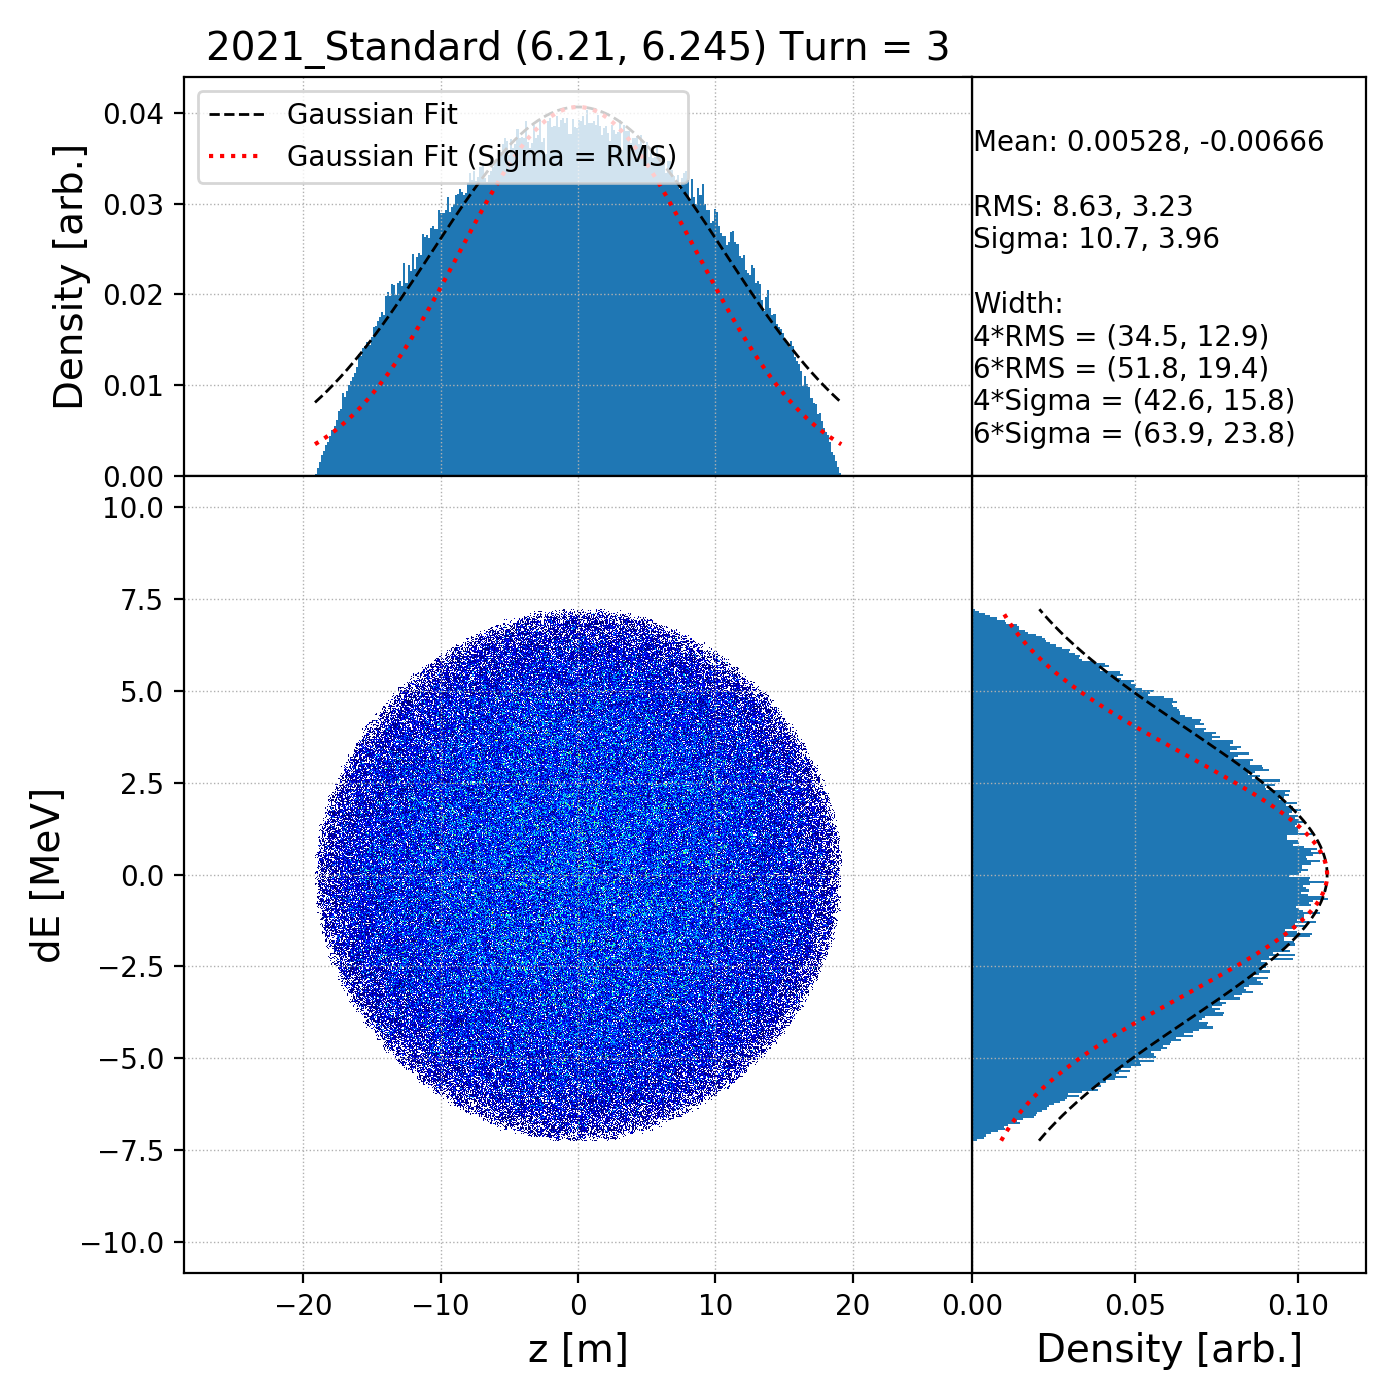 2021_Standard (6.21, 6.245) Turn = 3
Gaussian Fit
Gaussian Fit (Sigma = RMS)
Density [arb.]
0.04
0.03
0.02
0.01
0.00
Mean: 0.00528, -0.00666
RMS: 8.63, 3.23
Sigma: 10.7, 3.96
Width:
4*RMS = (34.5, 12.9)
6*RMS = (51.8, 19.4)
4*Sigma = (42.6, 15.8)
6*Sigma = (63.9, 23.8)
dE [MeV]
10.0
7.5
5.0
2.5
0.0
−2.5
−5.0
−7.5
−10.0
−20 −10 0 10 20
z [m]
0.00 0.05 0.10
Density [arb.]